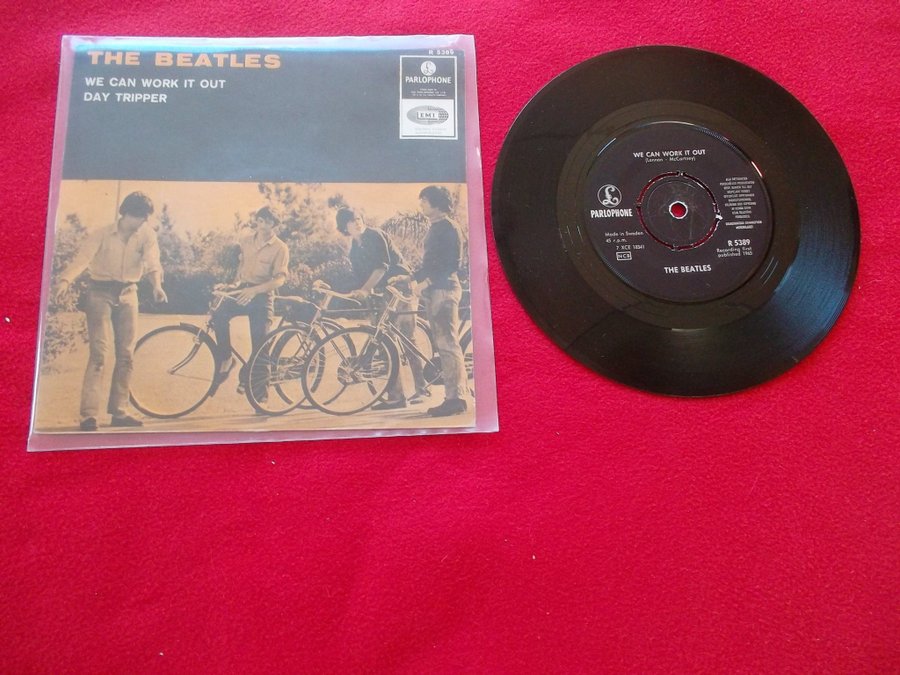 THE BEATLES
R 5389
WE CAN WORK IT OUT
DAY TRIPPER
PARLOPHONE
EMI
WE CAN WORK IT OUT
(Lennon - McCartney)
PARLOPHONE
Made in Sweden
45 r.p.m.
7 XCE 18341
NCB
R 5389
Recording first
published 1965
THE BEATLES